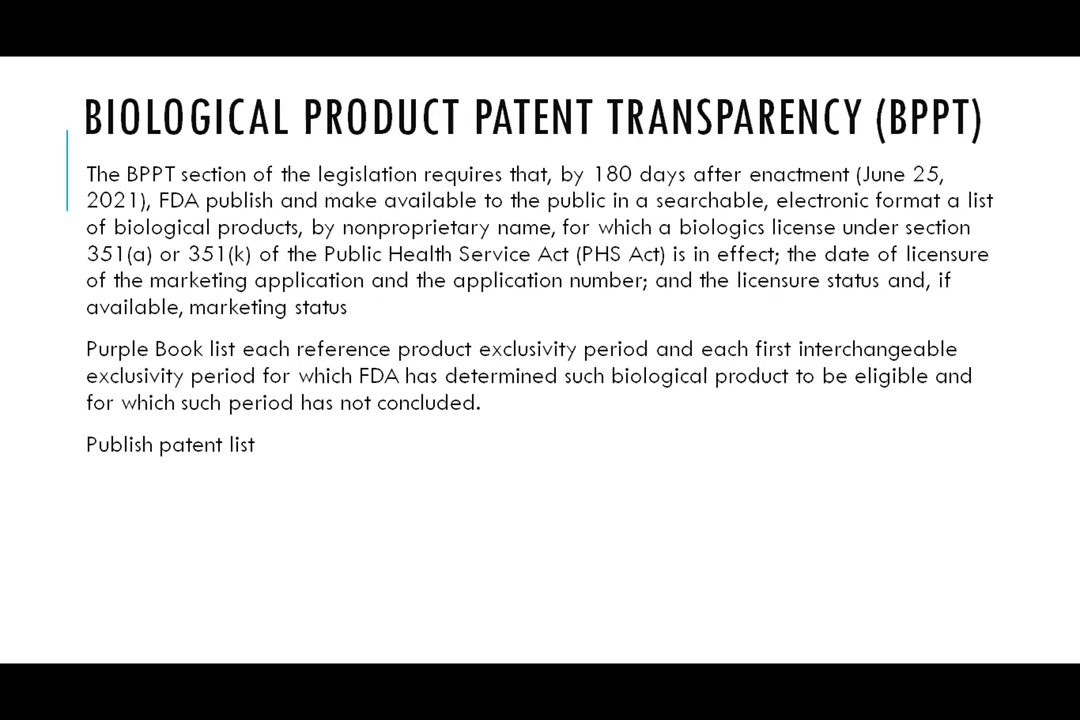 BIOLOGICAL PRODUCT PATENT TRANSPARENCY (BPPT)
The BPPT section of the legislation requires that, by 180 days after enactment (June 25,
2021), FDA publish and make available to the public in a searchable, electronic format a list
of biological products, by nonproprietary name, for which a biologics license under section
351(a) or 351(k) of the Public Health Service Act (PHS Act) is in effect; the date of licensure
of the marketing application and the application number; and the licensure status and, if
available, marketing status
Purple Book list each reference product exclusivity period and each first interchangeable
exclusivity period for which FDA has determined such biological product to be eligible and
for which such period has not concluded.
Publish patent list